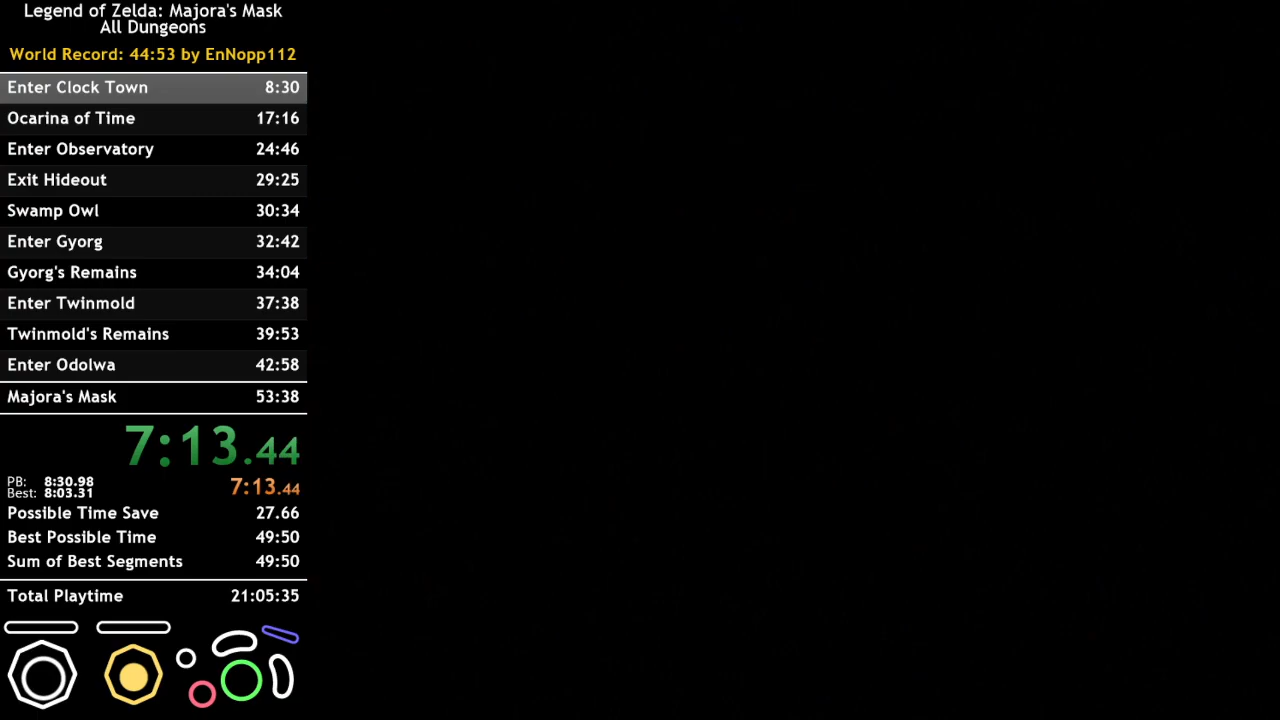 Legend of Zelda: Majora's Mask
All Dungeons
World Record: 44:53 by EnNopp112
Enter Clock Town 8:30
Ocarina of Time 17:16
Enter Observatory 24:46
Exit Hideout 29:25
Swamp Owl 30:34
Enter Gyorg 32:42
Gyorg's Remains 34:04
Enter Twinmold 37:38
Twinmold's Remains 39:53
Enter Odolwa 42:58
Majora's Mask 53:38
7:13.44
PB: 8:30.98
Best: 8:03.31 7:13.44
Possible Time Save 27.66
Best Possible Time 49:50
Sum of Best Segments 49:50
Total Playtime 21:05:35